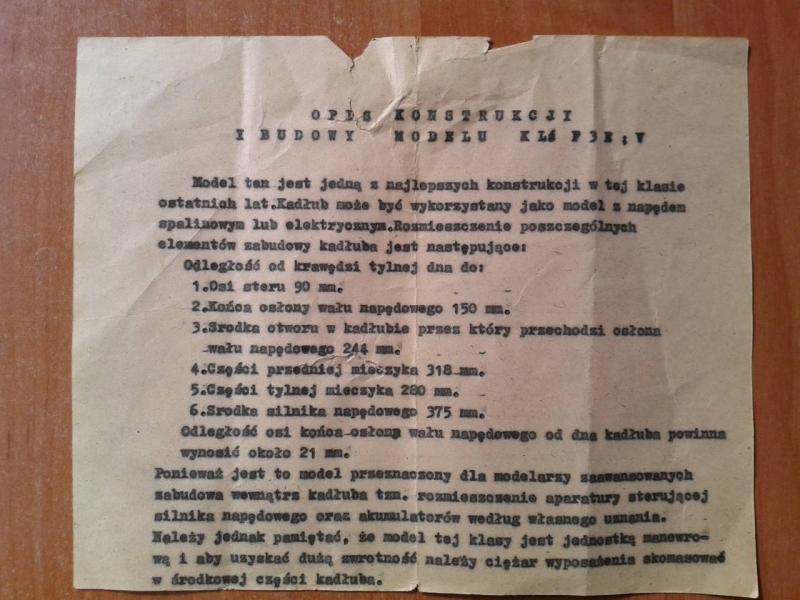 OPIS KONSTRUKCJI
I BUDOWY MODELU KLś F3E;V
Model ten jest jedną z najlepszych konstrukcji w tej klasie
ostatnich lat.Kadłub może być wykorzystany jako model z napędem
spalinowym lub elektrycznym.Rozmieszczenie poszczególnych
elementów zabudowy kadłuba jest następujące:
Odległość od krawędzi tylnej dna do:
1.Osi steru 90 mm.
2.Końca osłony wału napędowego 150 mm.
3.Srodka otworu w kadłubie przez który przechodzi osłona
wału napędowego 244 mm.
4.Części przedniej mieczyka 318 mm.
5.Części tylnej mieczyka 280 mm.
6.Srodka silnika napędowego 375 mm.
Odległość osi końca osłony wału napędowego od dna kadłuba powinna
wynosić około 21 mm.
Ponieważ jest to model przeznaczony dla modelarzy zaawansowanych
zabudowa wewnątrz kadłuba tzn. rozmieszczenie aparatury sterującej
silnika napędowego oraz akumulatorów według własnego uznania.
Należy jednak pamiętać, że model tej klasy jest jednostką manewro-
wą i aby uzyskać dużą zwrotność należy ciężar wyposażenia skomasować
w środkowej części kadłuba.